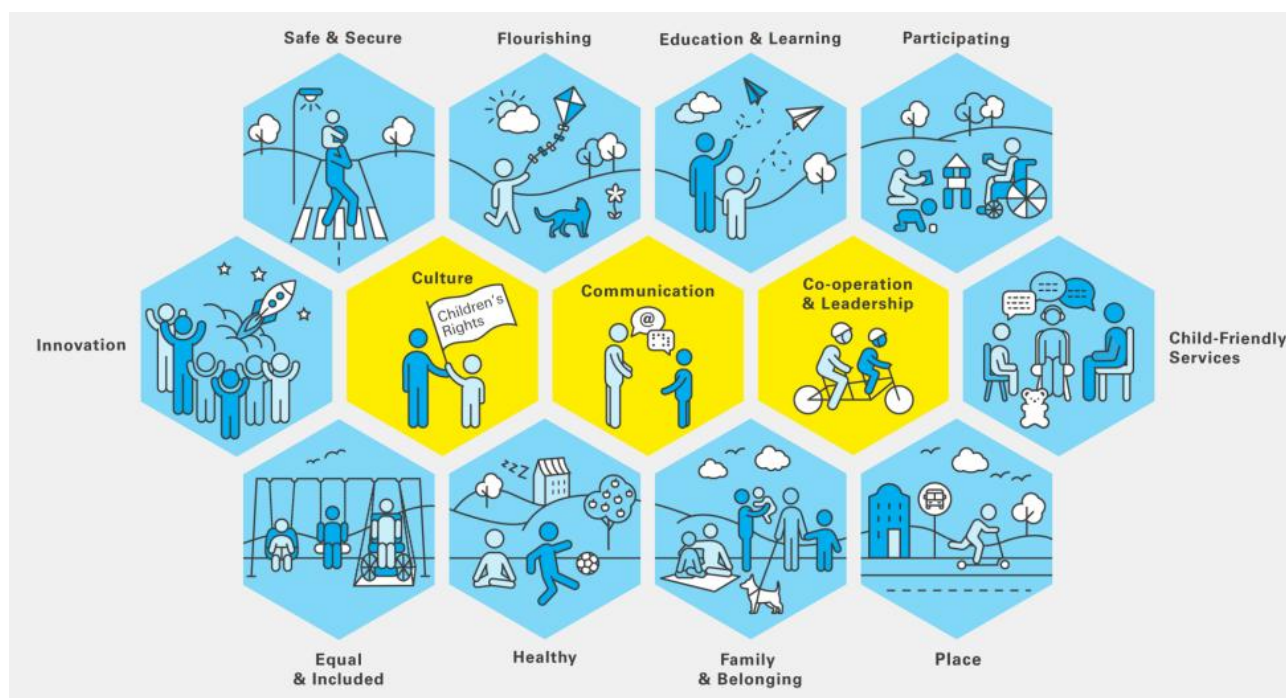 Safe & Secure
Flourishing
Education & Learning
Participating
Innovation
Culture
Children's
Rights
Communication
@
Co-operation
& Leadership
Child-Friendly
Services
zzZ
Equal
& Included
Healthy
Family
& Belonging
Place